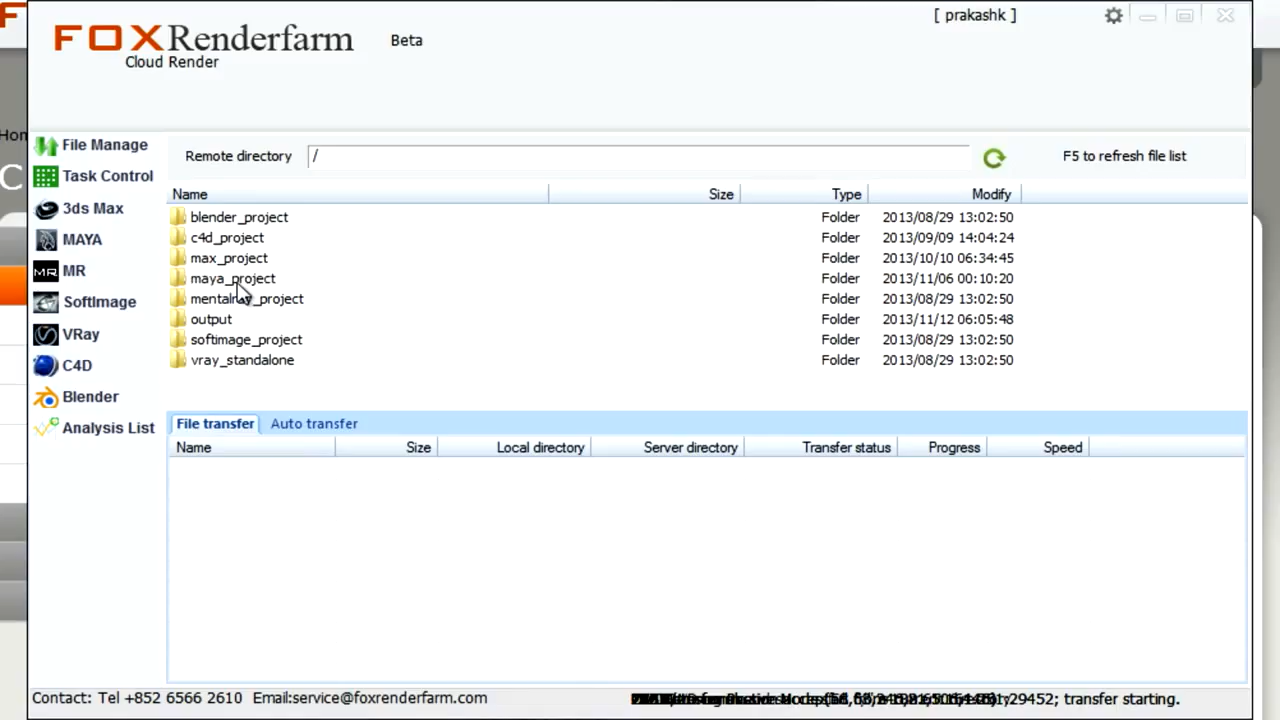 [ prakashk ]
FOXRenderfarm Beta
Cloud Render
Hom
C
File Manage
Task Control
3ds Max
MAYA
MR
MR
SoftImage
VRay
C4D
Blender
Analysis List
Remote directory / F5 to refresh file list
Name Size Type Modify
blender_project Folder 2013/08/29 13:02:50
c4d_project Folder 2013/09/09 14:04:24
max_project Folder 2013/10/10 06:34:45
maya_project Folder 2013/11/06 00:10:20
mentalray_project Folder 2013/08/29 13:02:50
output Folder 2013/11/12 06:05:48
softimage_project Folder 2013/08/29 13:02:50
vray_standalone Folder 2013/08/29 13:02:50
File transfer Auto transfer
Name Size Local directory Server directory Transfer status Progress Speed
Contact: Tel +852 6566 2610 Email:service@foxrenderfarm.com transfer starting.